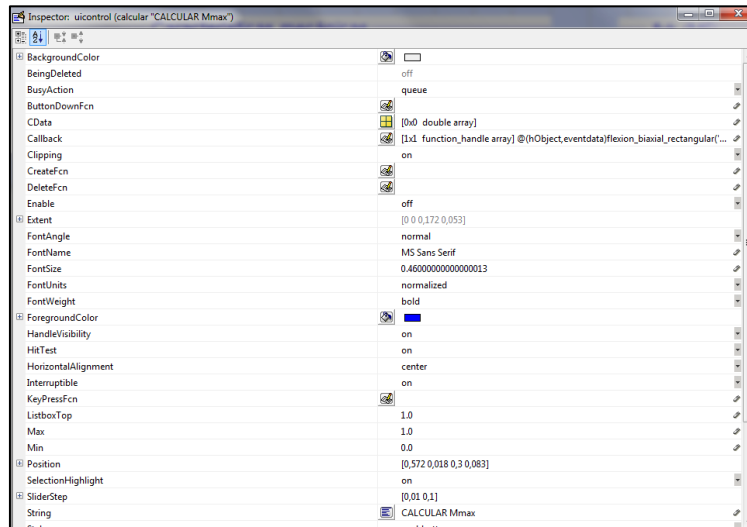 Inspector: uicontrol (calcular "CALCULAR Mmax")
BackgroundColor
BeingDeleted off
BusyAction queue
ButtonDownFcn
CData [0x0 double array]
Callback [1x1 function_handle array] @(hObject,eventdata)flexion_biaxial_rectangular('...
Clipping on
CreateFcn
DeleteFcn
Enable off
Extent [0 0 0,172 0,053]
FontAngle normal
FontName MS Sans Serif
FontSize 0.46000000000000013
FontUnits normalized
FontWeight bold
ForegroundColor
HandleVisibility on
HitTest on
HorizontalAlignment center
Interruptible on
KeyPressFcn
ListboxTop 1.0
Max 1.0
Min 0.0
Position [0,572 0,018 0,3 0,083]
SelectionHighlight on
SliderStep [0,01 0,1]
String CALCULAR Mmax